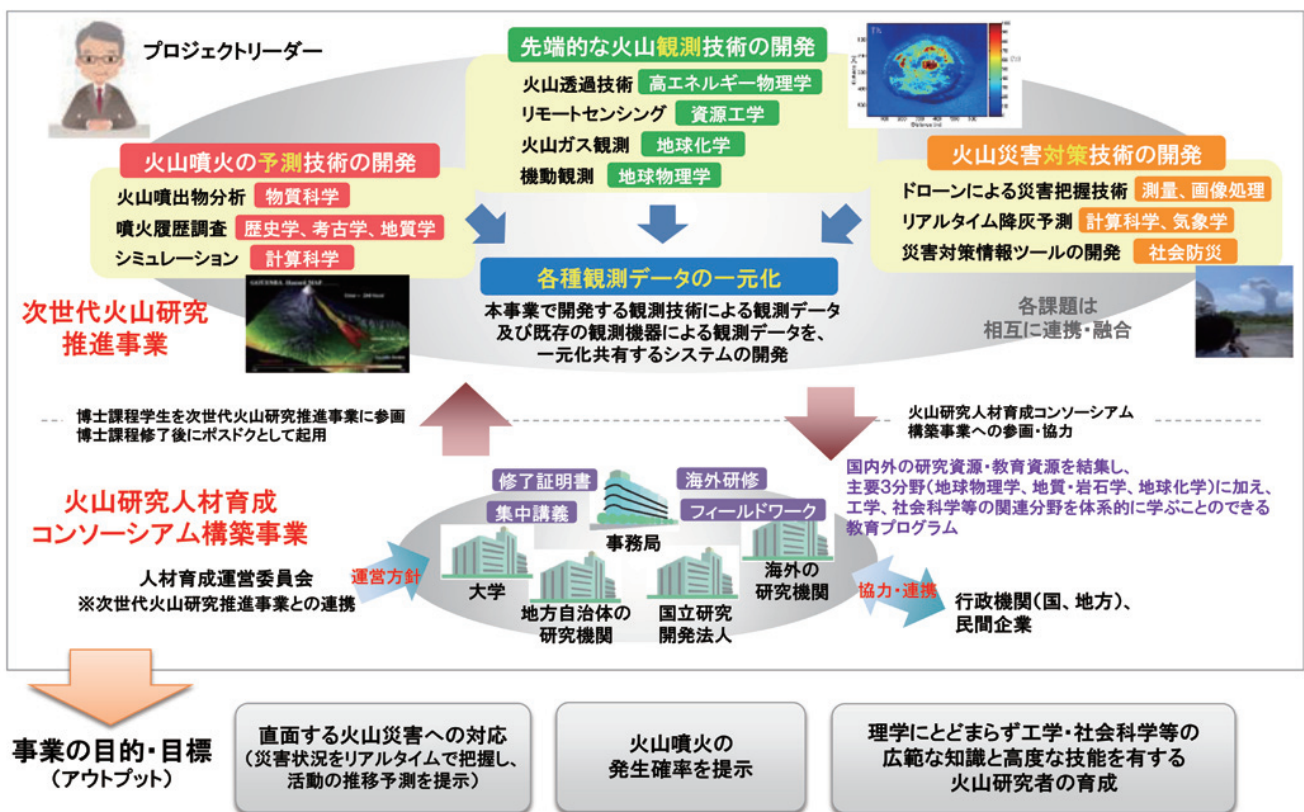 プロジェクトリーダー
先端的な火山観測技術の開発
火山透過技術 高エネルギー物理学
リモートセンシング 資源工学
火山ガス観測 地球化学
機動観測 地球物理学
火山噴火の予測技術の開発
火山噴出物分析 物質科学
噴火履歴調査 歴史学、考古学、地質学
シミュレーション 計算科学
火山災害対策技術の開発
ドローンによる災害把握技術 測量、画像処理
リアルタイム降灰予測 計算科学、気象学
災害対策情報ツールの開発 社会防災
各種観測データの一元化
本事業で開発する観測技術による観測データ
及び既存の観測機器による観測データを、
一元化共有するシステムの開発
次世代火山研究
推進事業
各課題は
相互に連携・融合
博士課程学生を次世代火山研究推進事業に参画
博士課程修了後にポスドクとして起用
火山研究人材育成コンソーシアム
構築事業への参画・協力
国内外の研究資源・教育資源を結集し、
主要3分野(地球物理学、地質・岩石学、地球化学)に加え、
工学、社会科学等の関連分野を体系的に学ぶことのできる
教育プログラム
火山研究人材育成
コンソーシアム構築事業
人材育成運営委員会
※次世代火山研究推進事業との連携
運営方針
修了証明書
海外研修
集中講義
フィールドワーク
事務局
大学
地方自治体の
研究機関
国立研究
開発法人
海外の
研究機関
協力・連携
行政機関(国、地方)、
民間企業
事業の目的・目標
(アウトプット)
直面する火山災害への対応
(災害状況をリアルタイムで把握し、
活動の推移予測を提示)
火山噴火の
発生確率を提示
理学にとどまらず工学・社会科学等の
広範な知識と高度な技能を有する
火山研究者の育成